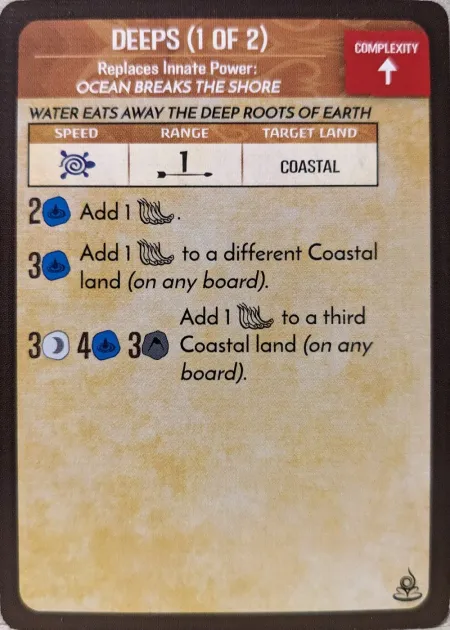 DEEPS (1 OF 2)
COMPLEXITY
Replaces Innate Power:
OCEAN BREAKS THE SHORE
WATER EATS AWAY THE DEEP ROOTS OF EARTH
SPEED RANGE TARGET LAND
1 COASTAL
2 Add 1 .
3 Add 1 to a different Coastal
land (on any board).
Add 1 to a third
3 4 3 Coastal land (on any
board).